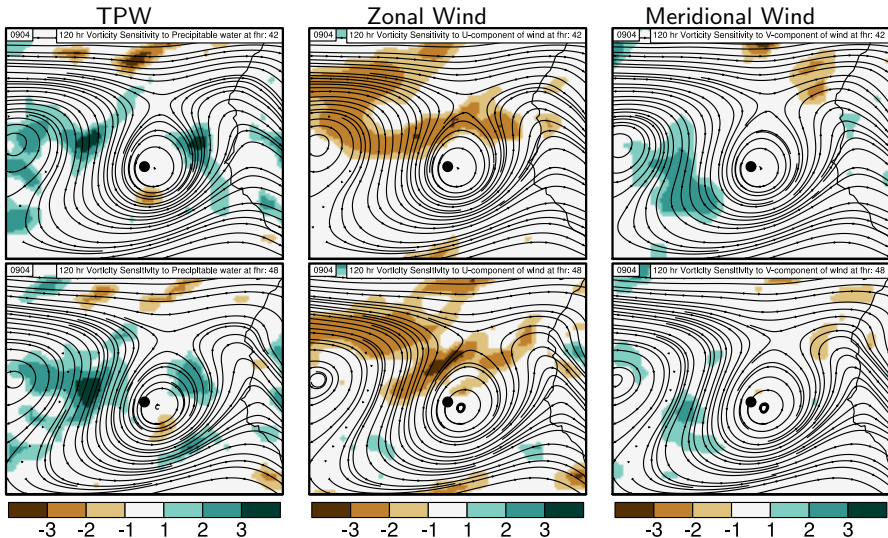 TPW Zonal Wind Meridional Wind
0904 120 hr Vorticity Sensitivity to Precipitable water at fhr: 42
0904 120 hr Vorticity Sensitivity to U-component of wind at fhr: 42
0904 120 hr Vorticity Sensitivity to V-component of wind at fhr: 42
0904 120 hr Vorticity Sensitivity to Precipitable water at fhr: 48
0904 120 hr Vorticity Sensitivity to U-component of wind at fhr: 48
0904 120 hr Vorticity Sensitivity to V-component of wind at fhr: 48
-3 -2 -1 1 2 3
-3 -2 -1 1 2 3
-3 -2 -1 1 2 3